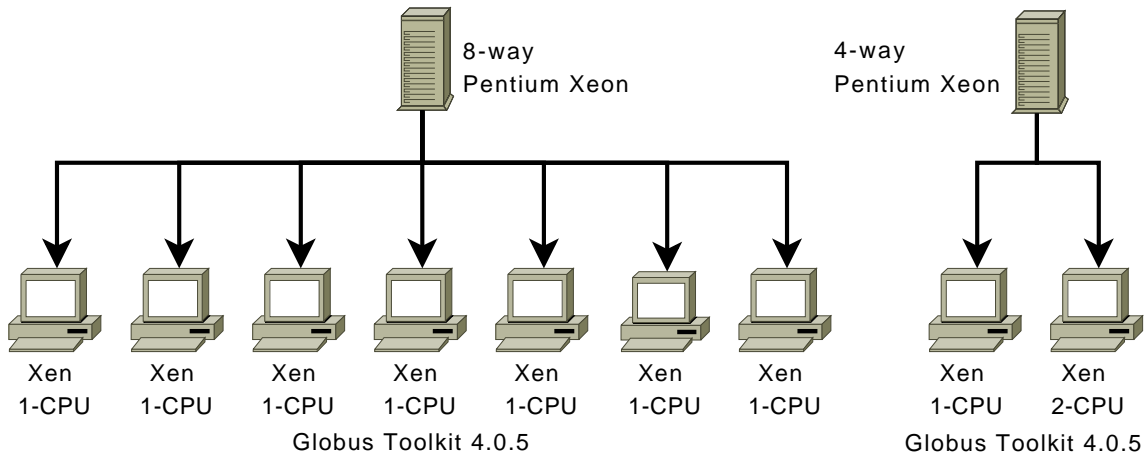 8-way
Pentium Xeon
4-way
Pentium Xeon
Xen
1-CPU
Xen
1-CPU
Xen
1-CPU
Xen
1-CPU
Xen
1-CPU
Xen
1-CPU
Xen
1-CPU
Globus Toolkit 4.0.5
Xen
1-CPU
Xen
2-CPU
Globus Toolkit 4.0.5